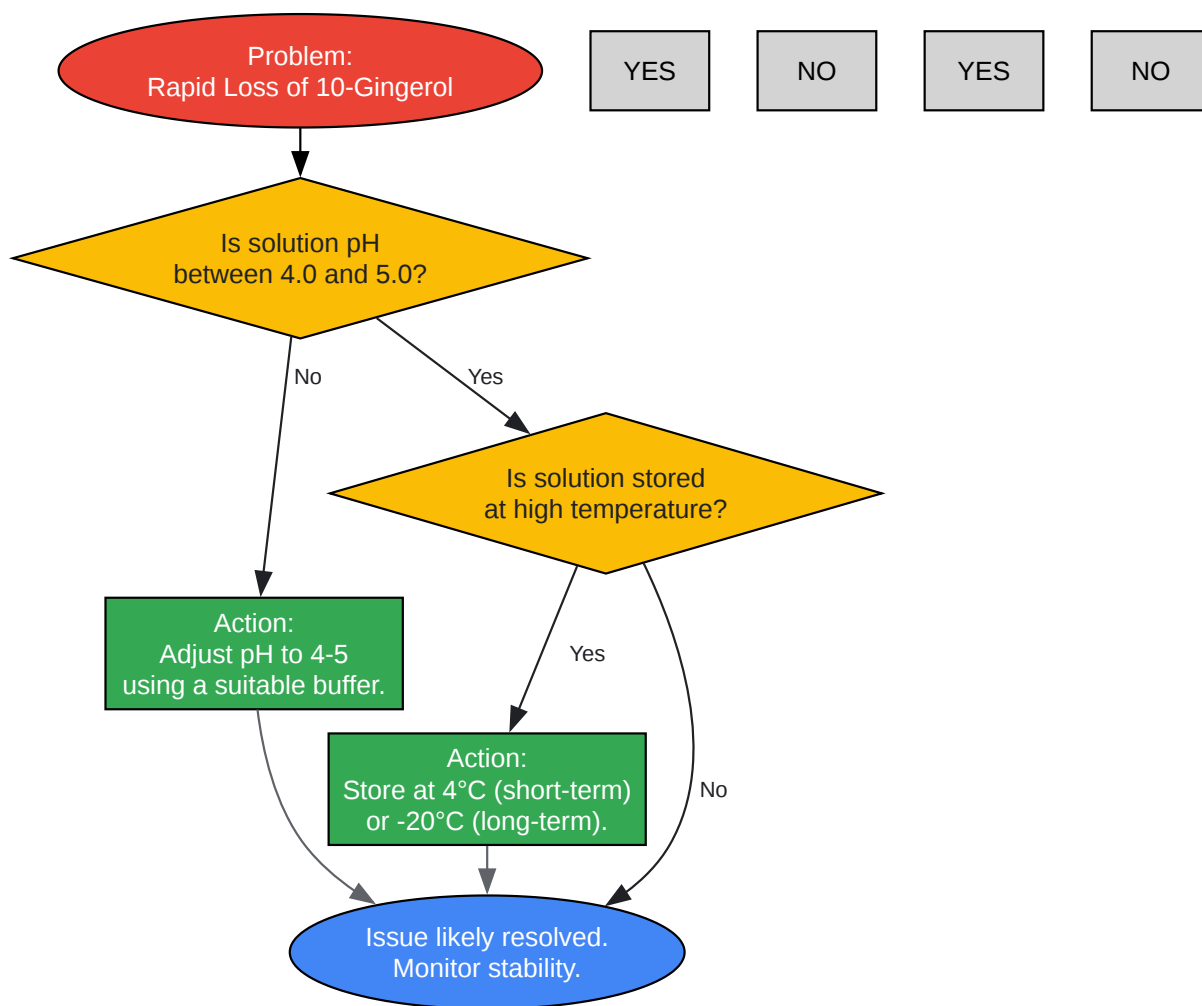 Problem:
Rapid Loss of 10-Gingerol
YES
NO
YES
NO
Is solution pH
between 4.0 and 5.0?
No
Yes
Is solution stored
at high temperature?
Action:
Adjust pH to 4-5
using a suitable buffer.
Yes
Action:
Store at 4°C (short-term)
or -20°C (long-term).
No
Issue likely resolved.
Monitor stability.